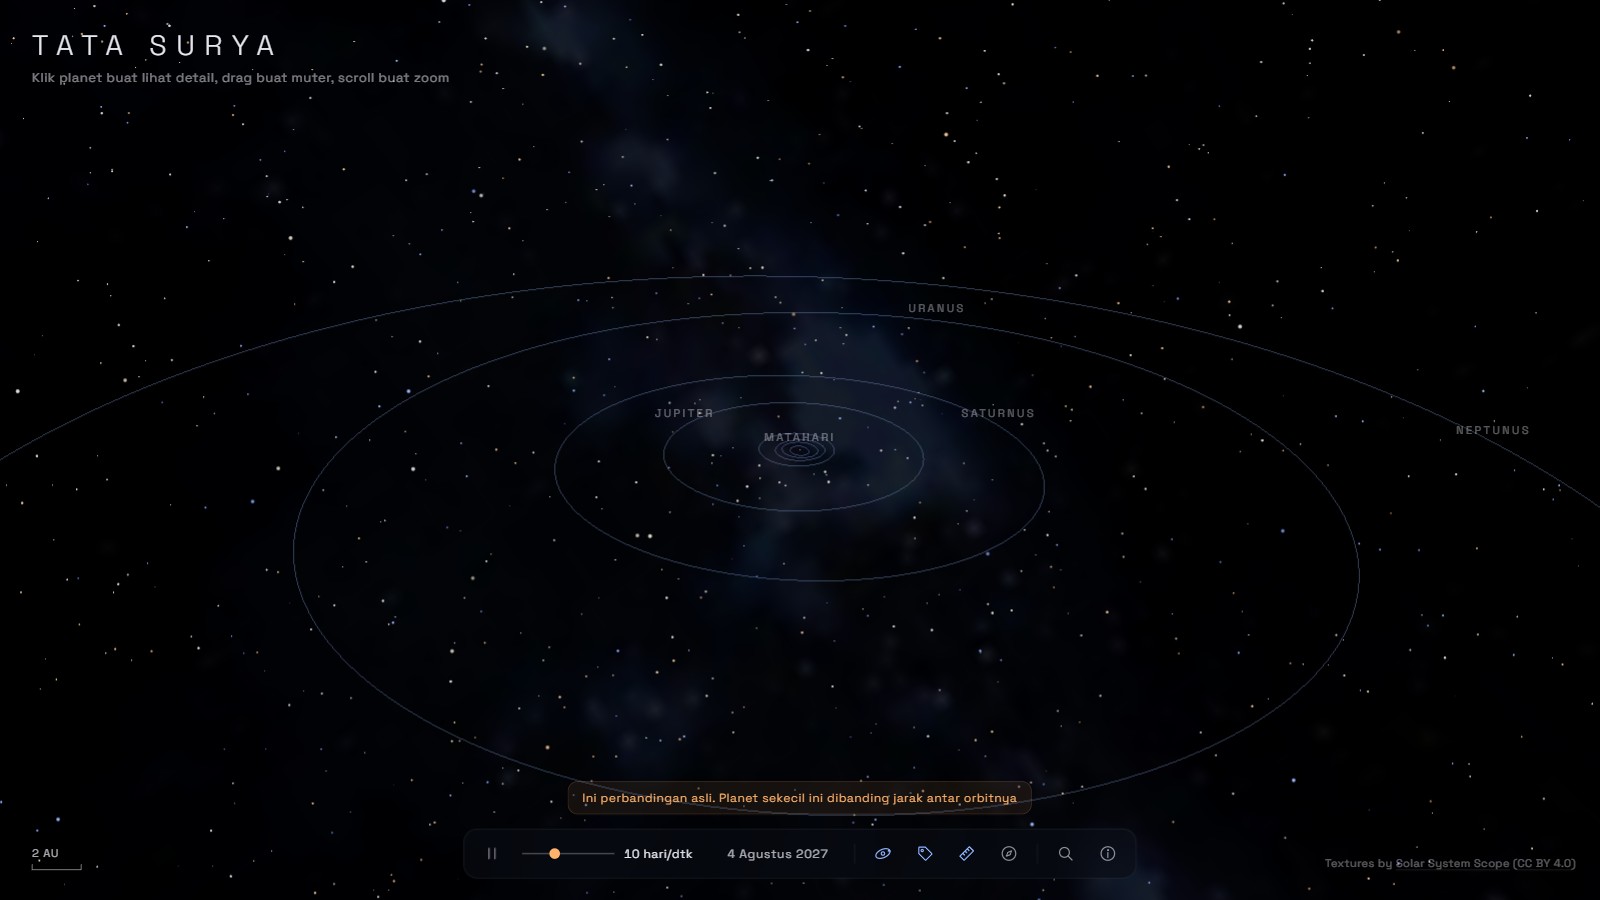 TATA SURYA
Klik planet buat lihat detail, drag buat muter, scroll buat zoom
URANUS
JUPITER
SATURNUS
NEPTUNUS
MATAHARI
Ini perbandingan asli. Planet sekecil ini dibanding jarak antar orbitnya
2 AU
10 hari/dtk
4 Agustus 2027
Textures by Solar System Scope (CC BY 4.0)